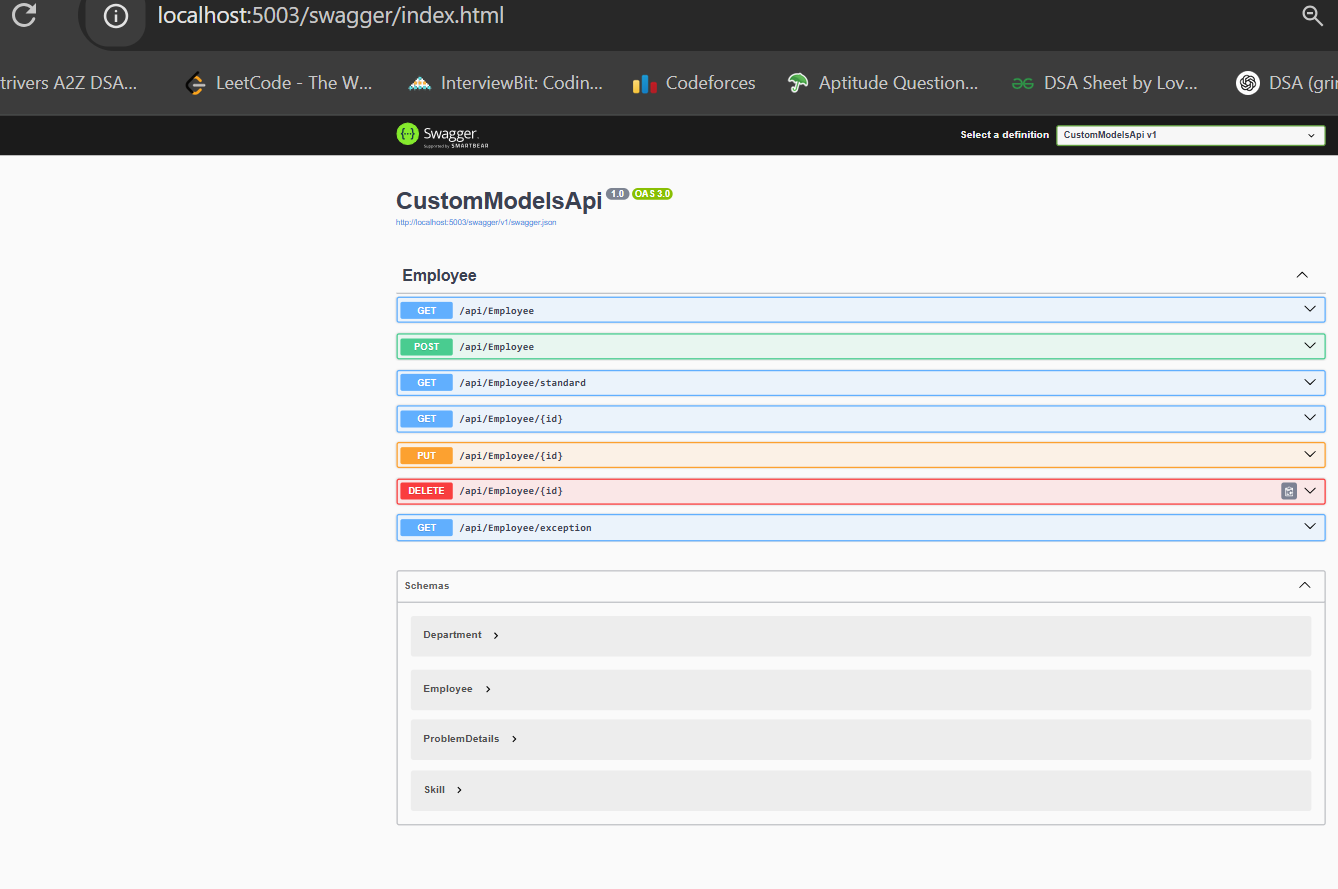 localhost:5003/swagger/index.html
trivers A2Z DSA... LeetCode - The W... InterviewBit: Codin... Codeforces Aptitude Question... DSA Sheet by Lov... DSA (grin
Swagger. Supported by SMARTBEAR Select a definition CustomModelsApi v1
CustomModelsApi 1.0 OAS 3.0
http://localhost:5003/swagger/v1/swagger.json
Employee
GET /api/Employee
POST /api/Employee
GET /api/Employee/standard
GET /api/Employee/{id}
PUT /api/Employee/{id}
DELETE /api/Employee/{id}
GET /api/Employee/exception
Schemas
Department
Employee
ProblemDetails
Skill